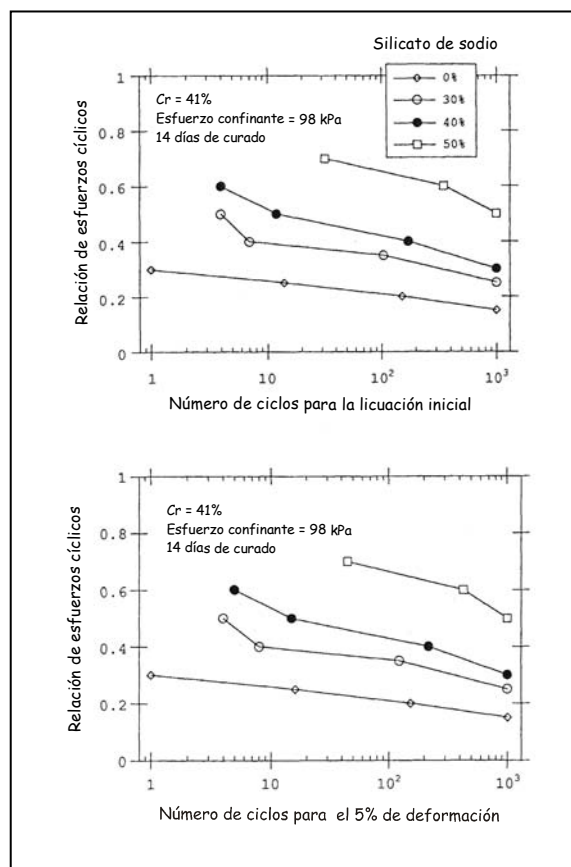 Silicato de sodio
0%
30%
40%
50%
Cr = 41%
Esfuerzo confinante = 98 kPa
14 días de curado
Relación de esfuerzos cíclicos
1
0.8
0.6
0.4
0.2
0
1
10
10²
10³
Número de ciclos para la licuación inicial
Cr = 41%
Esfuerzo confinante = 98 kPa
14 días de curado
Relación de esfuerzos cíclicos
1
0.8
0.6
0.4
0.2
0
1
10
10²
10³
Número de ciclos para el 5% de deformación